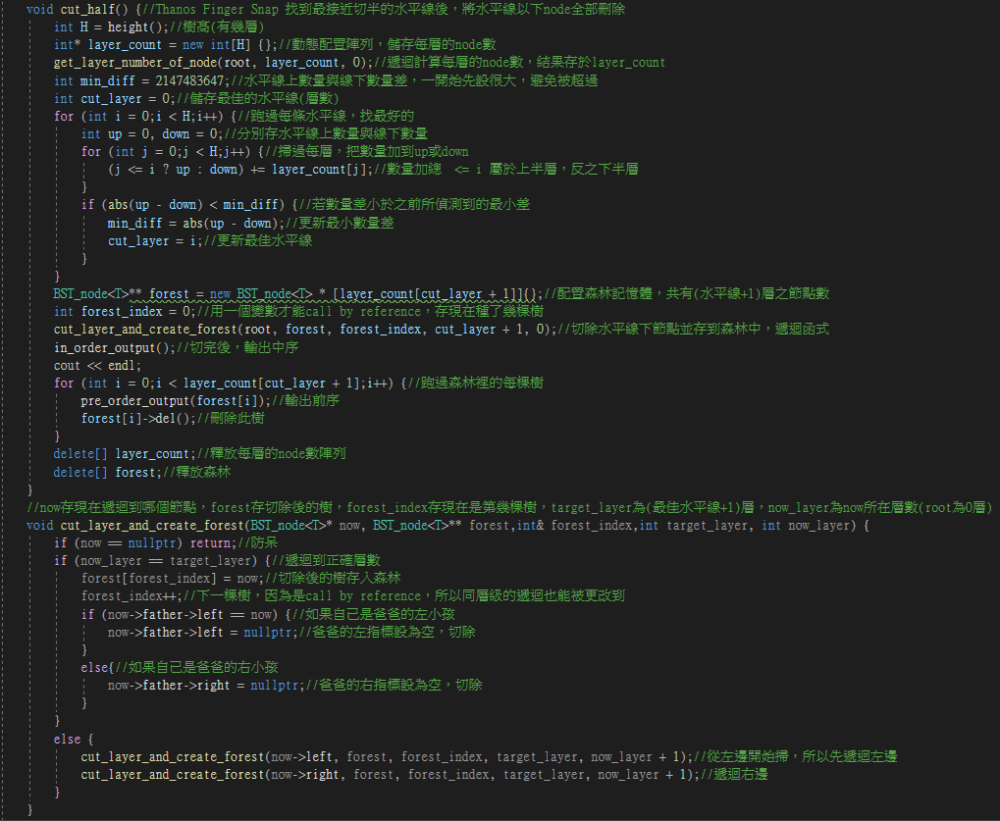 void cut_half() {//Thanos Finger Snap 找到最接近切半的水平線後，將水平線以下node全部刪除
int H = height();//樹高(有幾層)
int* layer_count = new int[H] {};//動態配置陣列，儲存每層的node數
get_layer_number_of_node(root, layer_count, 0);//遞迴計算每層的node數，結果存於layer_count
int min_diff = 2147483647;//水平線上數量與線下數量差，一開始先設很大，避免被超過
int cut_layer = 0;//儲存最佳的水平線(層數)
for (int i = 0;i < H;i++) {//跑過每條水平線，找最好的
int up = 0, down = 0;//分別存水平線上數量與線下數量
for (int j = 0;j < H;j++) {//掃過每層，把數量加到up或down
(j <= i ? up : down) += layer_count[j];//數量加總 <= i 屬於上半層，反之下半層
}
if (abs(up - down) < min_diff) {//若數量差小於之前所偵測到的最小差
min_diff = abs(up - down);//更新最小數量差
cut_layer = i;//更新最佳水平線
}
}
BST_node<T>** forest = new BST_node<T> * [layer_count[cut_layer + 1]]{};//配置森林記憶體，共有(水平線+1)層之節點數
int forest_index = 0;//用一個變數才能call by reference，存現在種了幾棵樹
cut_layer_and_create_forest(root, forest, forest_index, cut_layer + 1, 0);//切除水平線下節點並存到森林中，遞迴函式
in_order_output();//切完後，輸出中序
cout << endl;
for (int i = 0;i < layer_count[cut_layer + 1];i++) {//跑過森林裡的每棵樹
pre_order_output(forest[i]);//輸出前序
forest[i]->del();//刪除此樹
}
delete[] layer_count;//釋放每層的node數陣列
delete[] forest;//釋放森林
}
//now存現在遞迴到哪個節點，forest存切除後的樹，forest_index存現在是第幾棵樹，target_layer為(最佳水平線+1)層，now_layer為now所在層數(root為0層)
void cut_layer_and_create_forest(BST_node<T>* now, BST_node<T>** forest,int& forest_index,int target_layer, int now_layer) {
if (now == nullptr) return;//防呆
if (now_layer == target_layer) {//遞迴到正確層數
forest[forest_index] = now;//切除後的樹存入森林
forest_index++;//下一棵樹，因為是call by reference，所以同層級的遞迴也能被更改到
if (now->father->left == now) {//如果自已是爸爸的左小孩
now->father->left = nullptr;//爸爸的左指標設為空，切除
}
else{//如果自已是爸爸的右小孩
now->father->right = nullptr;//爸爸的右指標設為空，切除
}
}
else {
cut_layer_and_create_forest(now->left, forest, forest_index, target_layer, now_layer + 1);//從左邊開始掃，所以先遞迴左邊
cut_layer_and_create_forest(now->right, forest, forest_index, target_layer, now_layer + 1);//遞迴右邊
}
}